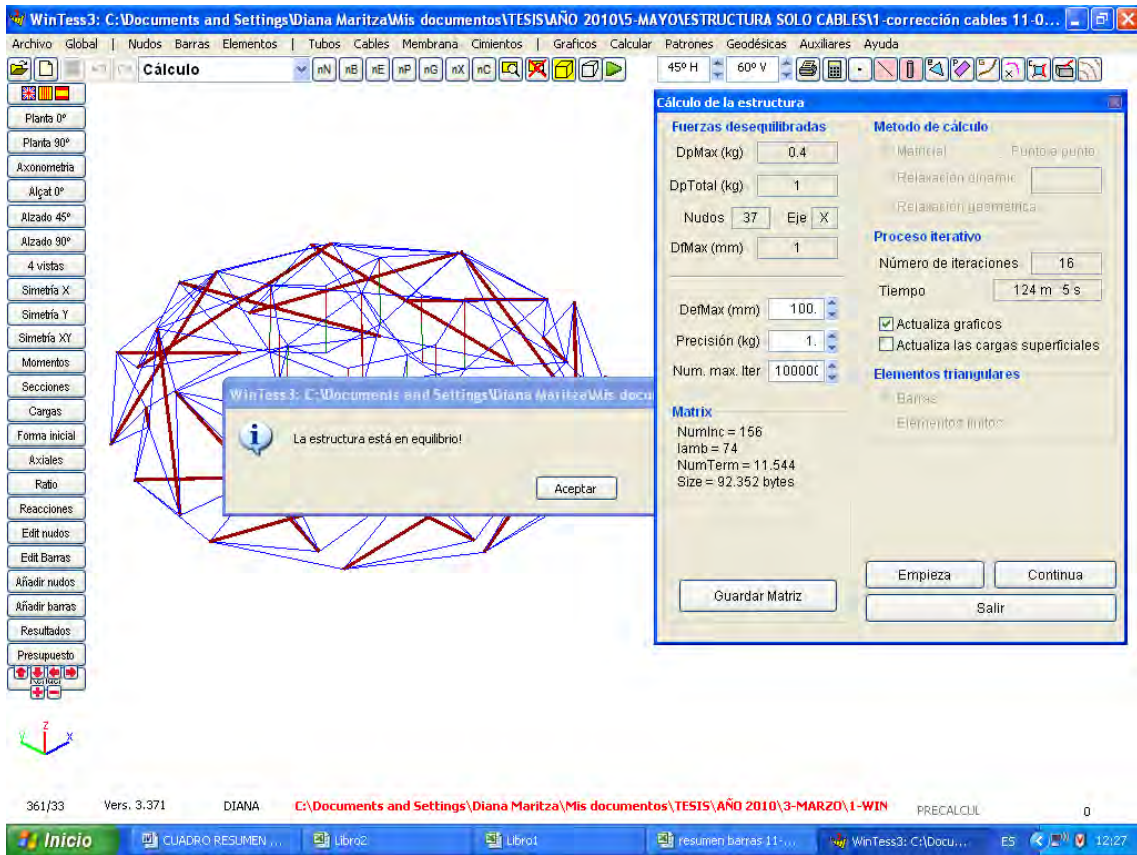 WinTess3: C:\Documents and Settings\Diana Maritza\Mis documentos\TESIS\AÑO 2010\5-MAYO\ESTRUCTURA SOLO CABLES\1-corrección cables 11-0...
Archivo Global | Nudos Barras Elementos | Tubos Cables Membrana Cimientos | Graficos Calcular Patrones Geodésicas Auxiliares Ayuda
Cálculo nN nB nE nP nG nX nC 45º H 60º V
Planta 0º
Planta 90º
Axonometria
Alçat 0º
Alzado 45º
Alzado 90º
4 vistas
Simetría X
Simetría Y
Simetría XY
Momentos
Secciones
Cargas
Forma inicial
Axiales
Ratio
Reacciones
Edit nudos
Edit Barras
Añadir nudos
Añadir barras
Resultados
Presupuesto
Z
Y X
WinTess3: C:\Documents and Settings\Diana Maritza\Mis docu
La estructura está en equilibrio!
Aceptar
Cálculo de la estructura
Fuerzas desequilibradas
DpMax (kg) 0.4
DpTotal (kg) 1
Nudos 37 Eje X
DfMax (mm) 1
DefMax (mm) 100.
Precisión (kg) 1.
Num. max. Iter 100000
Matrix
NumInc = 156
Iamb = 74
NumTerm = 11.544
Size = 92.352 bytes
Guardar Matriz
Metodo de cálculo
Matricial Punto a punto
Relaxación dinamic
Relaxación geometrica
Proceso iterativo
Número de iteraciones 16
Tiempo 124 m 5 s
Actualiza graficos
Actualiza las cargas superficiales
Elementos triangulares
Barras
Elementos finitos
Empieza Continua
Salir
361/33 Vers. 3.371 DIANA C:\Documents and Settings\Diana Maritza\Mis documentos\TESIS\AÑO 2010\3-MARZO\1-WIN PRECALCUL 0
Inicio CUADRO RESUMEN ... Libro2 Libro1 resumen barras 11-... WinTess3: C:\Docu... ES 12:27